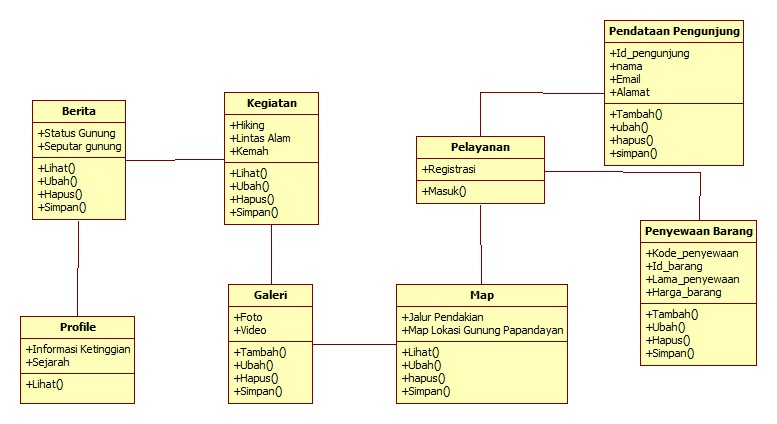 Pendataan Pengunjung
+Id_pengunjung
+nama
+Email
+Alamat
+Tambah()
+ubah()
+hapus()
+simpan()
Kegiatan
+Hiking
+Lintas Alam
+Kemah
+Lihat()
+Ubah()
+Hapus()
+Simpan()
Berita
+Status Gunung
+Seputar gunung
+Lihat()
+Ubah()
+Hapus()
+Simpan()
Pelayanan
+Registrasi
+Masuk()
Penyewaan Barang
+Kode_penyewaan
+Id_barang
+Lama_penyewaan
+Harga_barang
+Tambah()
+Ubah()
+Hapus()
+Simpan()
Profile
+Informasi Ketinggian
+Sejarah
+Lihat()
Galeri
+Foto
+Video
+Tambah()
+Ubah()
+Hapus()
+Simpan()
Map
+Jalur Pendakian
+Map Lokasi Gunung Papandayan
+Lihat()
+Ubah()
+hapus()
+Simpan()